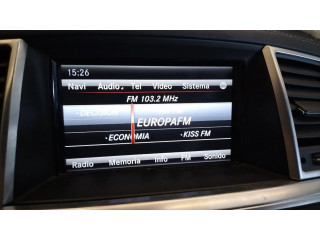 15:26
Navi Audio Tel Vídeo Sistema
FM 103.2 MHz
EUROPAFM
ECONOMIA KISS FM
Radio Memoria Info FM Sonido